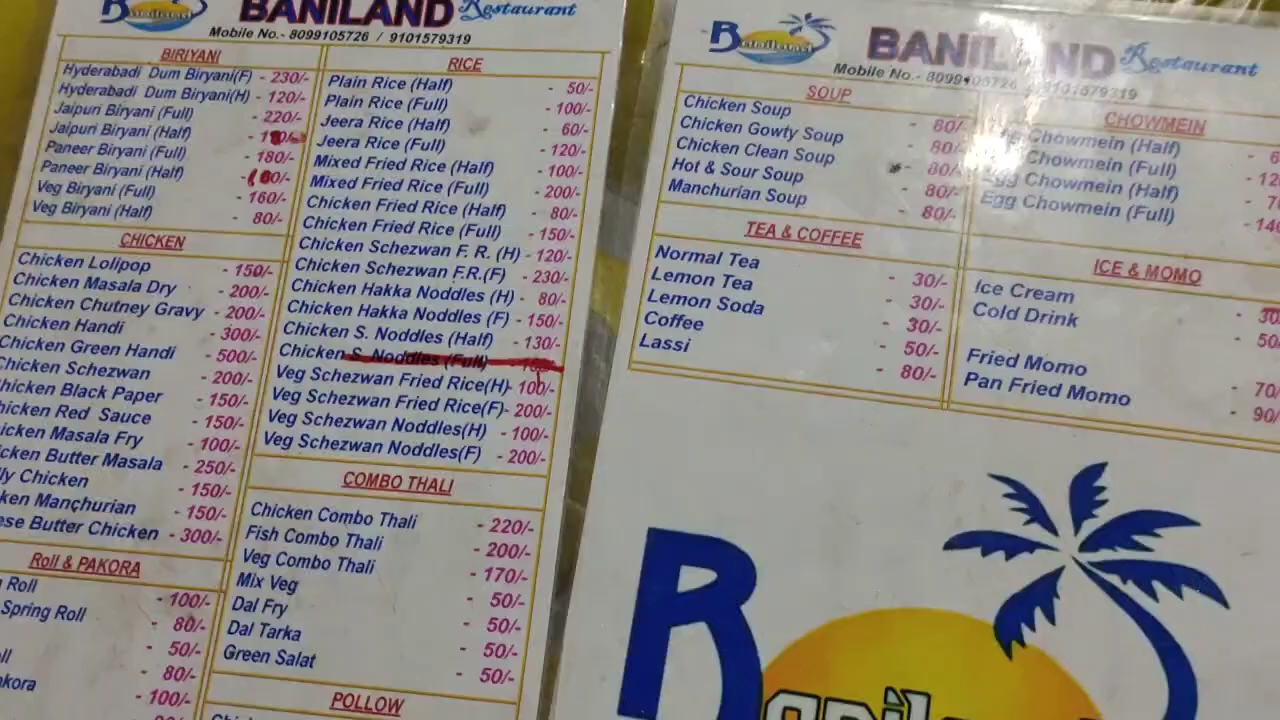 Baniland
BANILAND Restaurant
Mobile No.- 8099105726 / 9101579319
BIRIYANI
Hyderabadi Dum Biryani(F) - 230/-
Hyderabadi Dum Biryani(H) - 120/-
Jaipuri Biryani (Full) - 220/-
Jaipuri Biryani (Half)
Paneer Biryani (Full) - 180/-
Paneer Biryani (Half)
Veg Biryani (Full) - 160/-
Veg Biryani (Half) - 80/-
CHICKEN
Chicken Lolipop - 150/-
Chicken Masala Dry - 200/-
Chicken Chutney Gravy - 200/-
Chicken Handi - 300/-
Chicken Green Handi - 500/-
Chicken Schezwan - 200/-
Chicken Black Paper - 150/-
Chicken Red Sauce - 150/-
Chicken Masala Fry - 100/-
Chicken Butter Masala - 250/-
Chicken - 150/-
Manchurian - 150/-
Butter Chicken - 300/-
Roll & PAKORA
Roll - 100/-
Spring Roll - 80/-
- 50/-
- 80/-
- 100/-
RICE
Plain Rice (Half) - 50/-
Plain Rice (Full) - 100/-
Jeera Rice (Half) - 60/-
Jeera Rice (Full) - 120/-
Mixed Fried Rice (Half) - 100/-
Mixed Fried Rice (Full) - 200/-
Chicken Fried Rice (Half) - 80/-
Chicken Fried Rice (Full) - 150/-
Chicken Schezwan F. R. (H) - 120/-
Chicken Schezwan F.R.(F) - 230/-
Chicken Hakka Noddles (H) - 80/-
Chicken Hakka Noddles (F) - 150/-
Chicken S. Noddles (Half) - 130/-
Chicken S. Noddles (Full)
Veg Schezwan Fried Rice(H)- 100/-
Veg Schezwan Fried Rice(F)- 200/-
Veg Schezwan Noddles(H) - 100/-
Veg Schezwan Noddles(F) - 200/-
COMBO THALI
Chicken Combo Thali - 220/-
Fish Combo Thali - 200/-
Veg Combo Thali - 170/-
Mix Veg - 50/-
Dal Fry - 50/-
Dal Tarka - 50/-
Green Salat - 50/-
POLLOW
Baniland
BANILAND Restaurant
Mobile No.- 8099105726 / 9101579319
SOUP
Chicken Soup - 80/-
Chicken Gowty Soup - 80/-
Chicken Clean Soup - 80/-
Hot & Sour Soup - 80/-
Manchurian Soup - 80/-
TEA & COFFEE
Normal Tea - 30/-
Lemon Tea - 30/-
Lemon Soda - 30/-
Coffee - 50/-
Lassi - 80/-
CHOWMEIN
Chowmein (Half)
Chowmein (Full)
Egg Chowmein (Half)
Egg Chowmein (Full)
ICE & MOMO
Ice Cream - 30
Cold Drink - 50
Fried Momo - 70/
Pan Fried Momo - 90/
Baniland